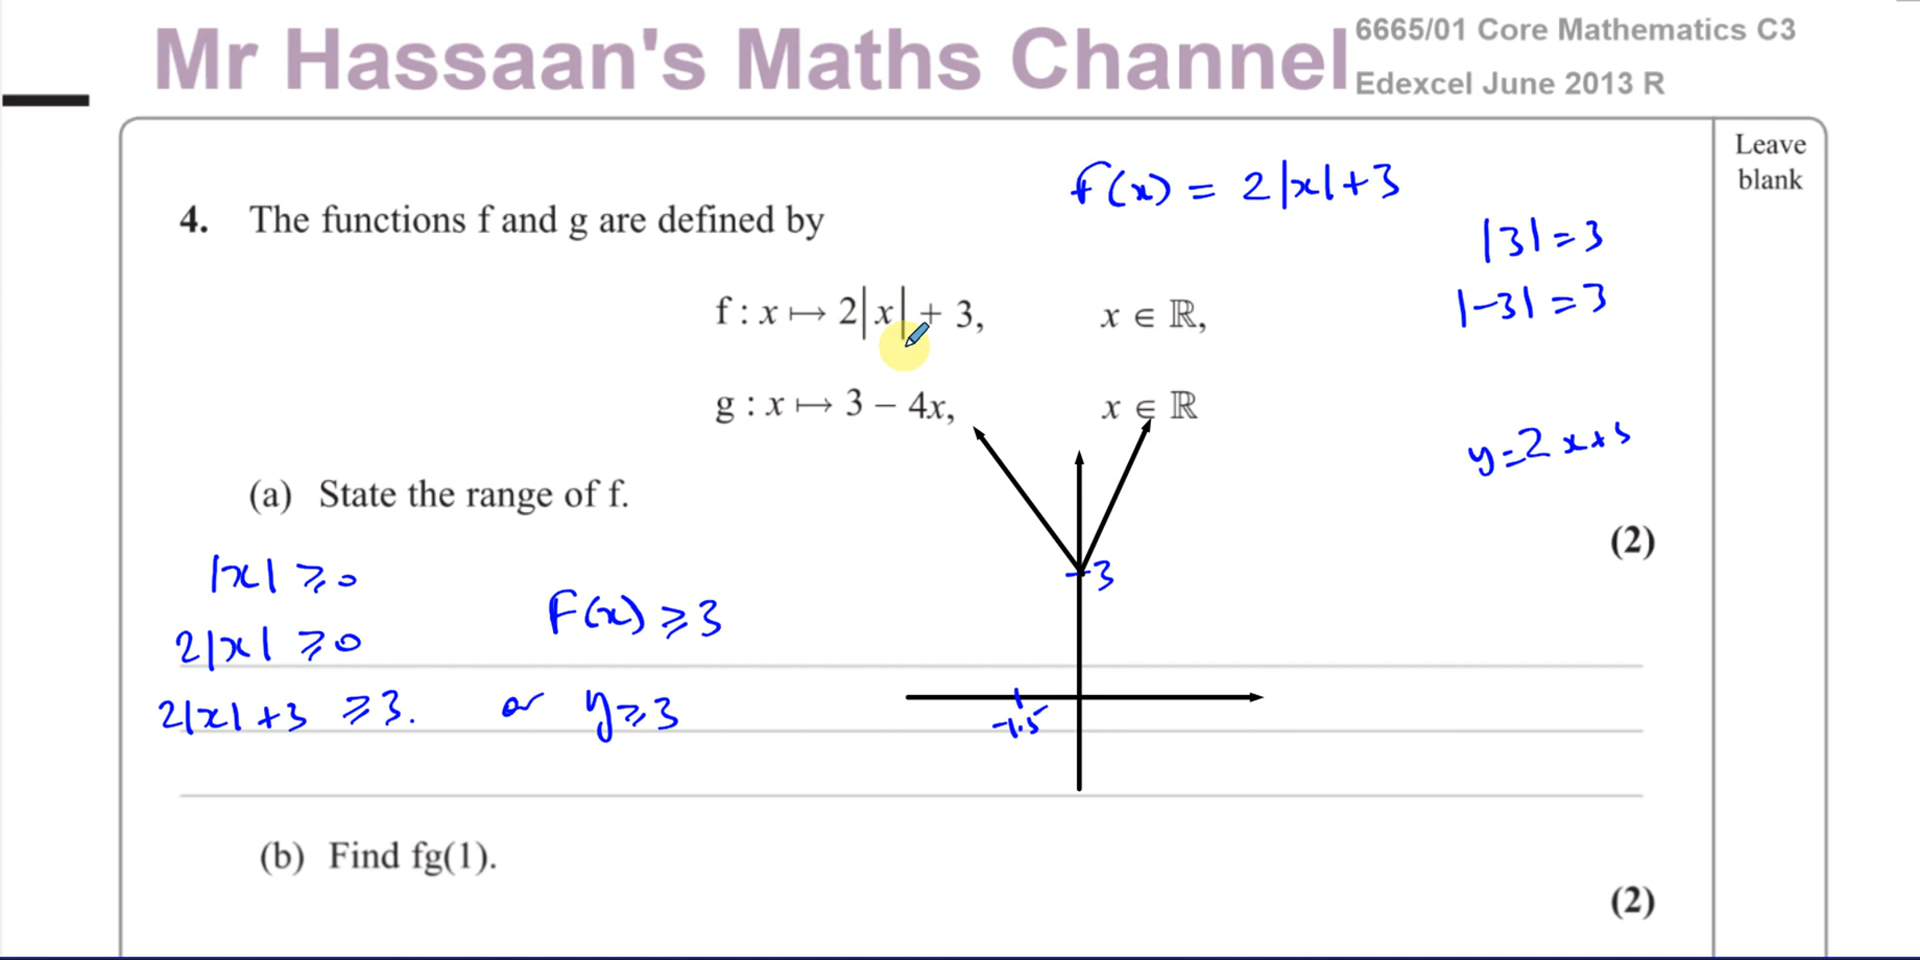 Mr Hassaan's Maths Channel
6665/01 Core Mathematics C3
Edexcel June 2013 R
Leave
blank
f(x) = 2|x|+3
4. The functions f and g are defined by
|3|=3
|-3|=3
f : x ↦ 2|x| + 3, x ∈ ℝ,
g : x ↦ 3 – 4x, x ∈ ℝ
y=2x+3
(a) State the range of f.
(2)
|x| ⩾0
F(x) ⩾3
3
2|x| ⩾0
2|x| +3 ⩾3. or y⩾3
-1.5
(b) Find fg(1).
(2)